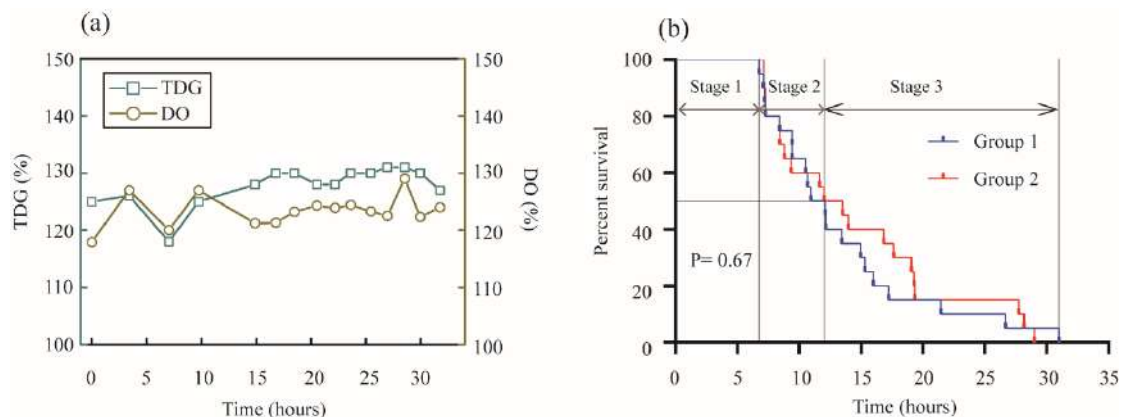 (a)
150
140
130
120
110
100
TDG (%)
TDG
DO
150
140
130
120
110
100
DO (%)
0 5 10 15 20 25 30
Time (hours)
(b)
100
80
60
40
20
0
Percent survival
Stage 1 Stage 2 Stage 3
Group 1
Group 2
P= 0.67
0 5 10 15 20 25 30 35
Time (hours)